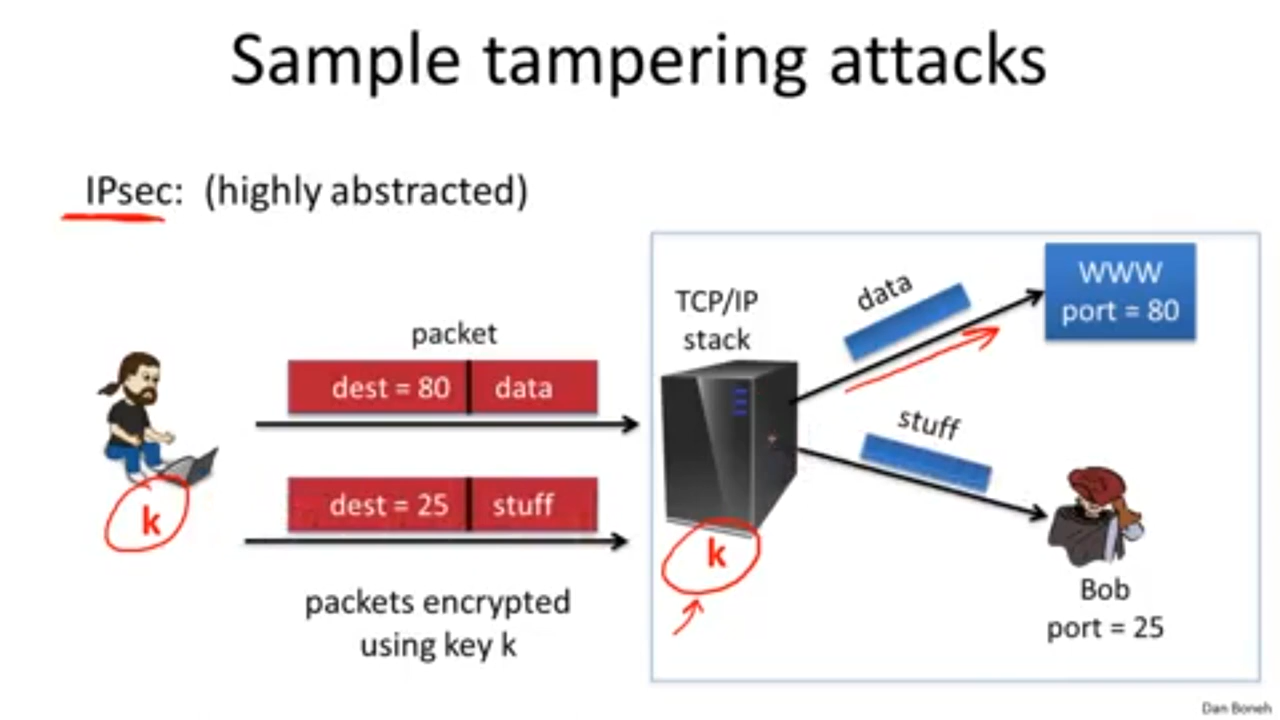 Sample tampering attacks
IPsec: (highly abstracted)
packet
dest = 80 data
dest = 25 stuff
packets encrypted
using key k
k
TCP/IP
stack
k
data
stuff
WWW
port = 80
Bob
port = 25
Dan Boneh